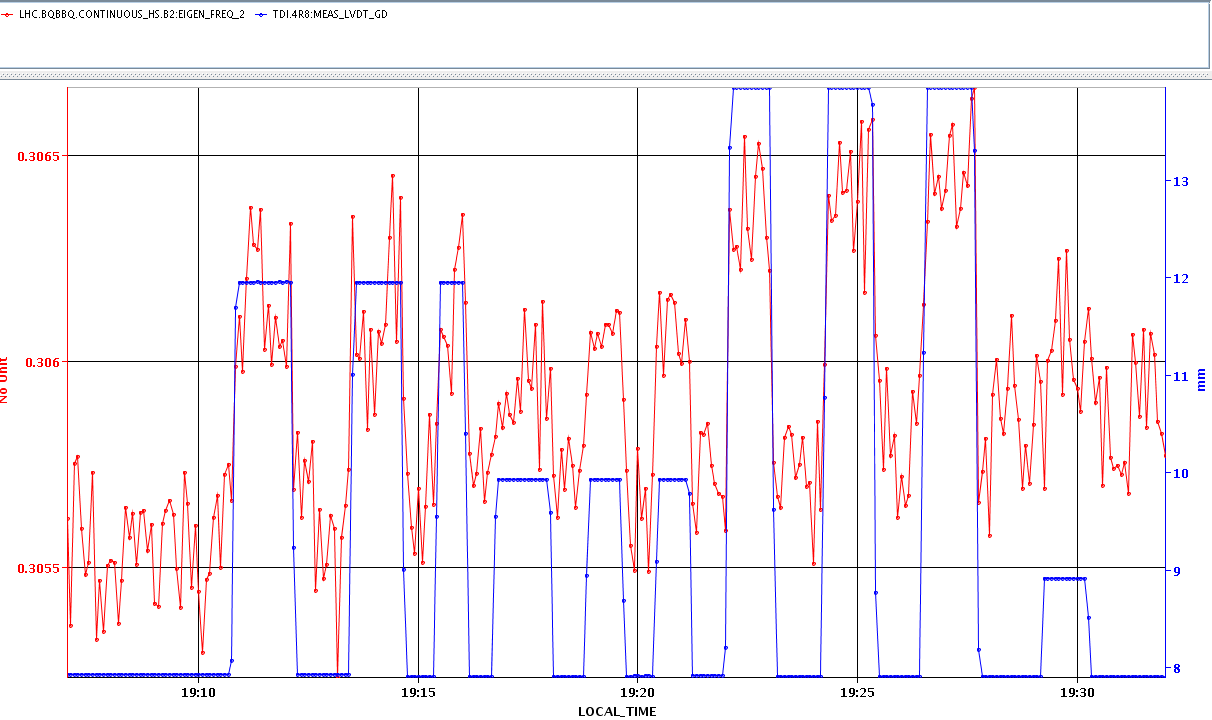 LHC.BQBBQ.CONTINUOUS_HS.B2:EIGEN_FREQ_2 TDI.4R8:MEAS_LVDT_GD
0.3065
13
12
0.306
11
No Unit
mm
10
0.3055
9
8
19:10 19:15 19:20 19:25 19:30
LOCAL_TIME